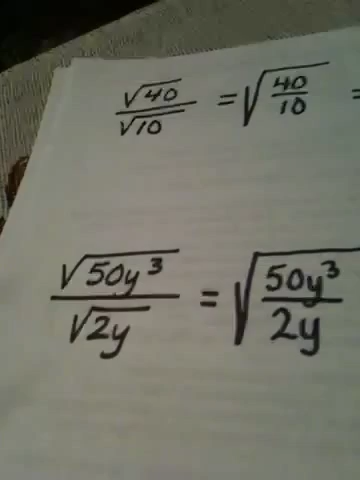 √40/√10 = √(40/10) =
√50y³/√2y = √(50y³/2y)